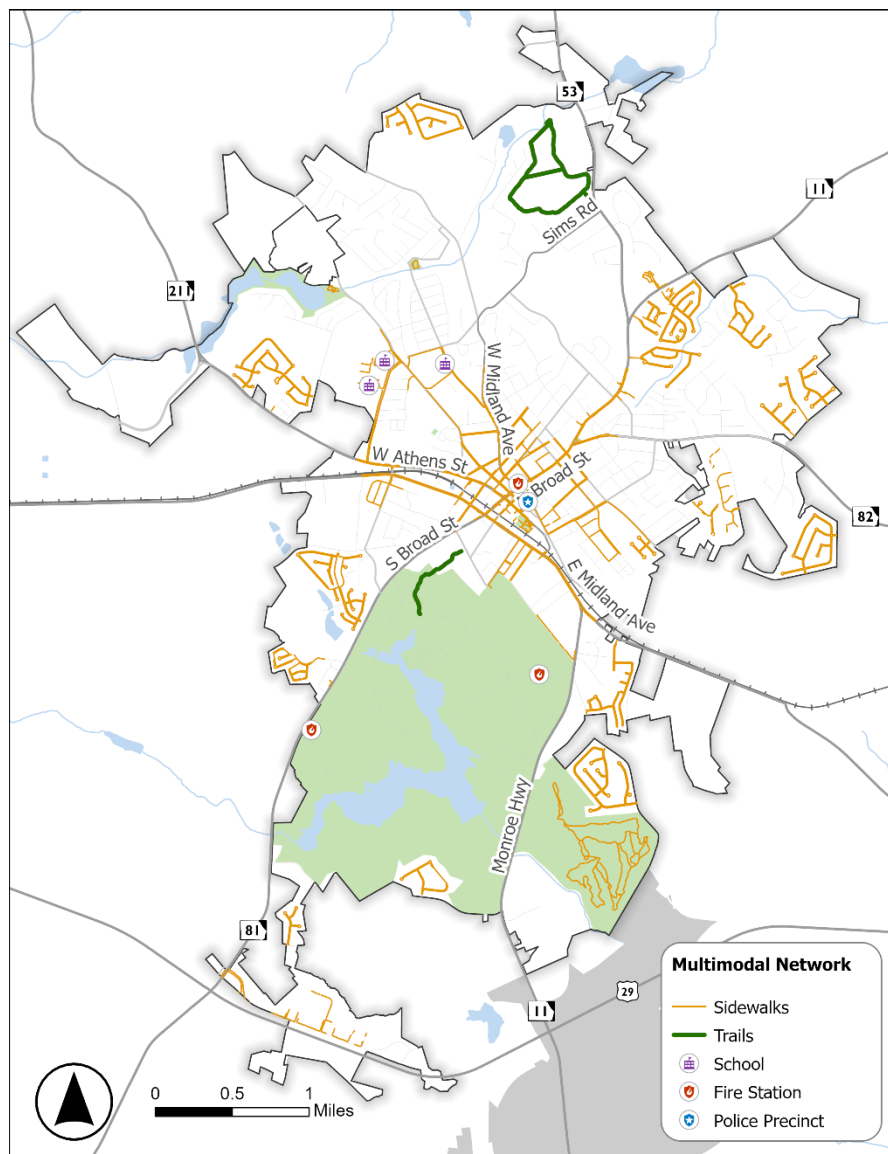 53
11
Sims Rd
211
W Midland Ave
W Athens St
Broad St
82
S Broad St
E Midland Ave
Monroe Hwy
81
29
11
Multimodal Network
Sidewalks
Trails
School
Fire Station
Police Precinct
0 0.5 1
Miles